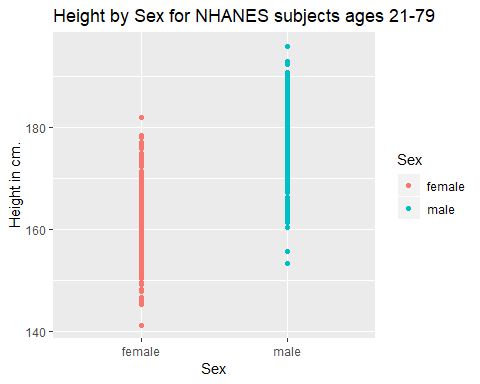 Height by Sex for NHANES subjects ages 21-79
Height in cm.
180
160
140
female
male
Sex
Sex
female
male